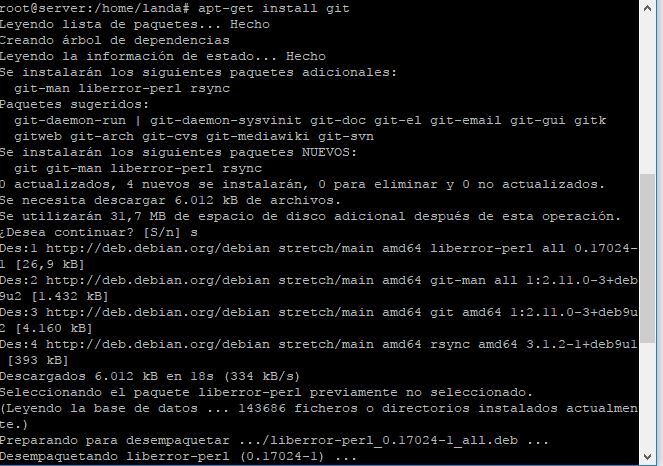 root@server:/home/landa# apt-get install git
Leyendo lista de paquetes... Hecho
Creando árbol de dependencias
Leyendo la información de estado... Hecho
Se instalarán los siguientes paquetes adicionales:
  git-man liberror-perl rsync
Paquetes sugeridos:
  git-daemon-run | git-daemon-sysvinit git-doc git-el git-email git-gui gitk
  gitweb git-arch git-cvs git-mediawiki git-svn
Se instalarán los siguientes paquetes NUEVOS:
  git git-man liberror-perl rsync
0 actualizados, 4 nuevos se instalarán, 0 para eliminar y 0 no actualizados.
Se necesita descargar 6.012 kB de archivos.
Se utilizarán 31,7 MB de espacio de disco adicional después de esta operación.
¿Desea continuar? [S/n] s
Des:1 http://deb.debian.org/debian stretch/main amd64 liberror-perl all 0.17024-
1 [26,9 kB]
Des:2 http://deb.debian.org/debian stretch/main amd64 git-man all 1:2.11.0-3+deb
9u2 [1.432 kB]
Des:3 http://deb.debian.org/debian stretch/main amd64 git amd64 1:2.11.0-3+deb9u
2 [4.160 kB]
Des:4 http://deb.debian.org/debian stretch/main amd64 rsync amd64 3.1.2-1+deb9u1
 [393 kB]
Descargados 6.012 kB en 18s (334 kB/s)
Seleccionando el paquete liberror-perl previamente no seleccionado.
(Leyendo la base de datos ... 143686 ficheros o directorios instalados actualmen
te.)
Preparando para desempaquetar .../liberror-perl_0.17024-1_all.deb ...
Desempaquetando liberror-perl (0.17024-1) ...